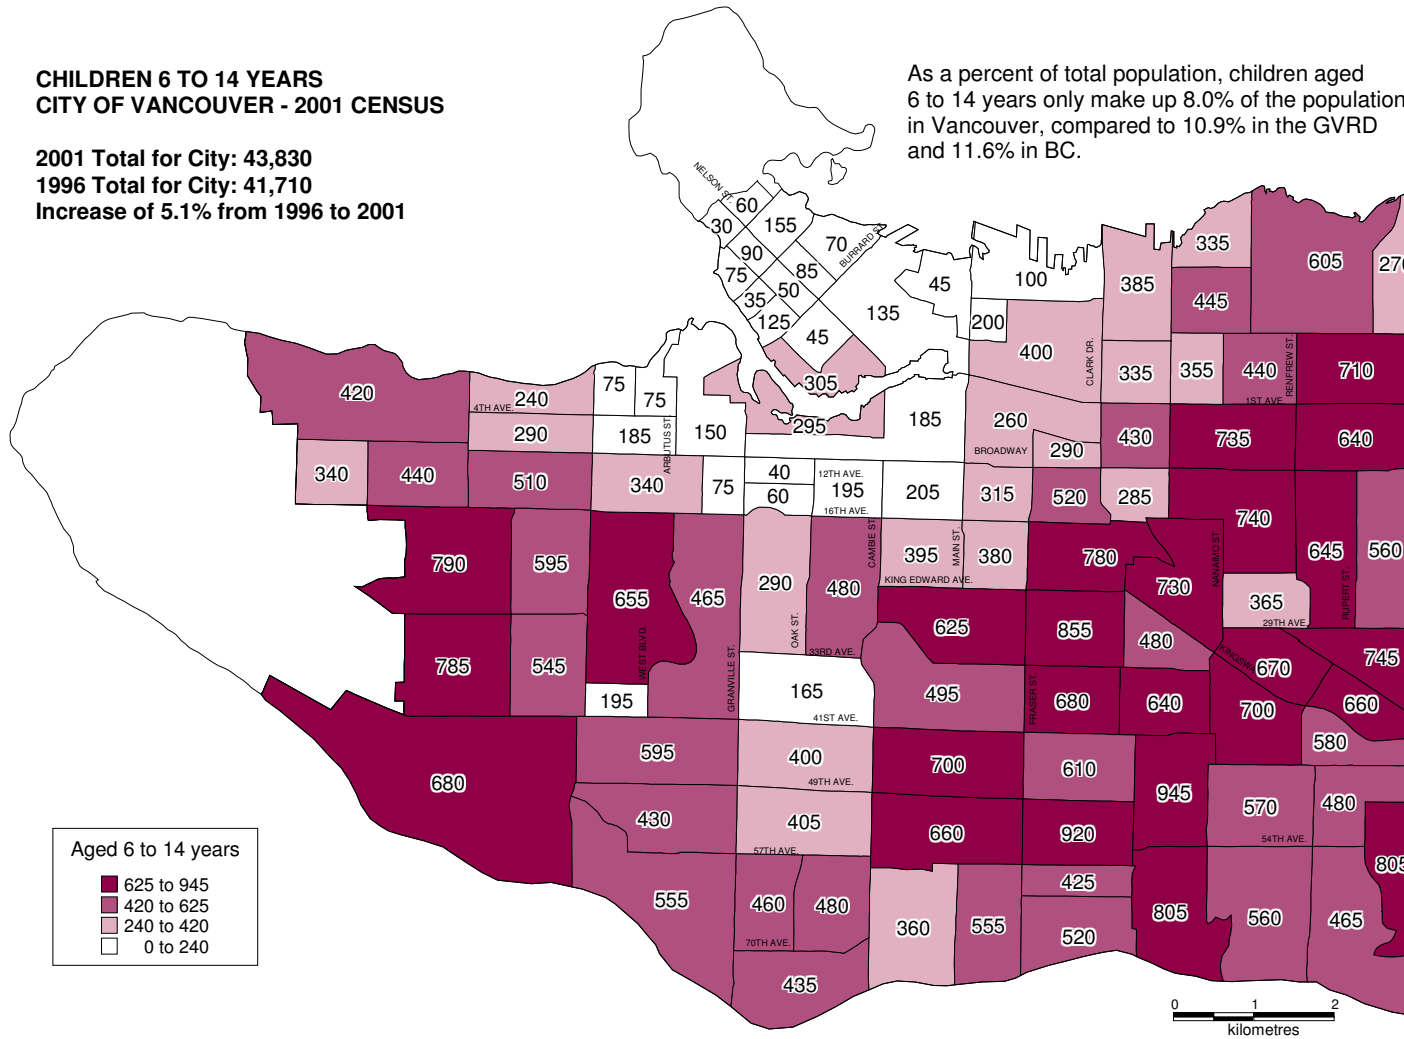 CHILDREN 6 TO 14 YEARS
CITY OF VANCOUVER - 2001 CENSUS
2001 Total for City: 43,830
1996 Total for City: 41,710
Increase of 5.1% from 1996 to 2001
As a percent of total population, children aged
6 to 14 years only make up 8.0% of the population
in Vancouver, compared to 10.9% in the GVRD
and 11.6% in BC.
NELSON ST.
60
30
155
70
BURRARD ST.
90
75
85
50
35
125
45
135
45
100
200
335
605
385
445
400
CLARK DR.
335
355
440
RENFREW ST.
710
1ST AVE.
420
240
4TH AVE.
75
75
305
290
185
ARBUTUS ST.
150
295
185
260
BROADWAY
290
430
735
640
340
440
510
340
75
40
60
12TH AVE.
195
16TH AVE.
205
315
520
285
740
790
595
655
465
290
OAK ST.
480
CAMBIE ST.
395
MAIN ST.
380
KING EDWARD AVE.
780
730
NANAIMO ST.
645
RUPERT ST.
560
365
29TH AVE.
785
545
WEST BLVD.
195
GRANVILLE ST.
33RD AVE.
165
41ST AVE.
625
855
480
KINGSWAY
670
745
495
FRASER ST.
680
640
700
660
580
680
595
400
49TH AVE.
700
610
945
570
54TH AVE.
480
430
405
57TH AVE.
660
920
805
555
460
70TH AVE.
480
360
555
425
520
805
560
465
435
Aged 6 to 14 years
625 to 945
420 to 625
240 to 420
0 to 240
0 1 2
kilometres